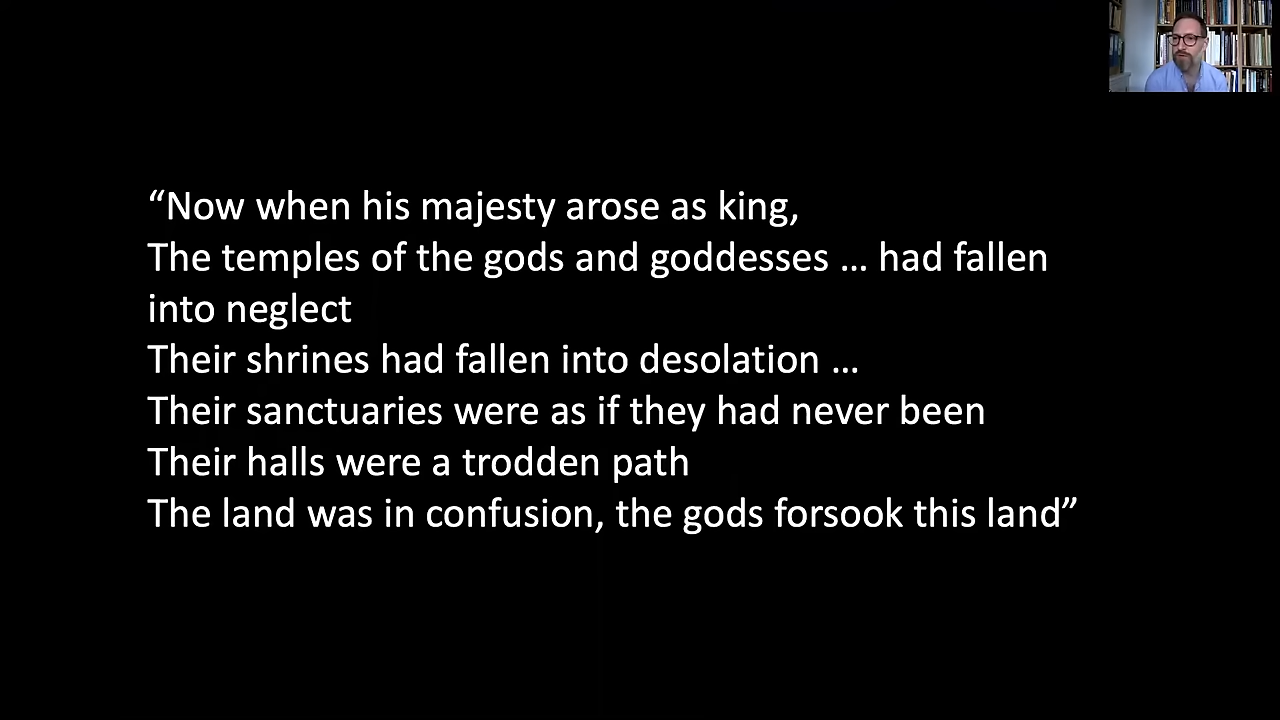 “Now when his majesty arose as king,
The temples of the gods and goddesses … had fallen
into neglect
Their shrines had fallen into desolation …
Their sanctuaries were as if they had never been
Their halls were a trodden path
The land was in confusion, the gods forsook this land”